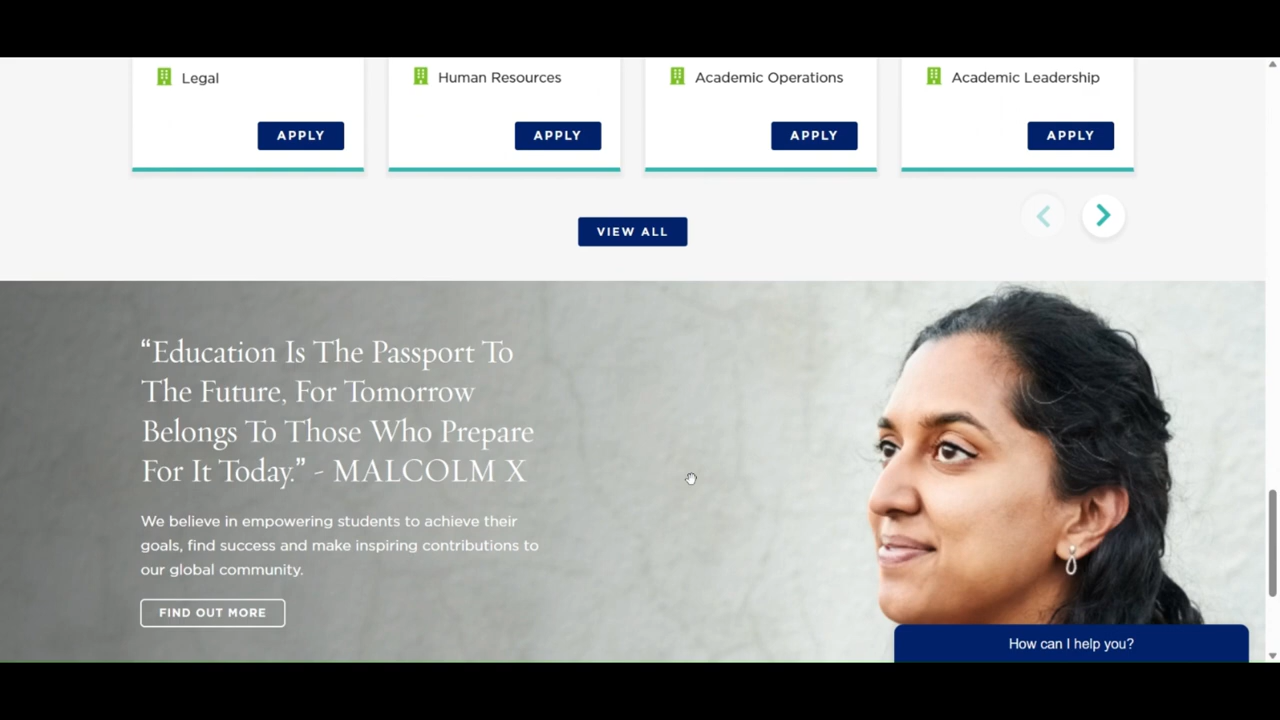 Legal
Human Resources
Academic Operations
Academic Leadership
APPLY
APPLY
APPLY
APPLY
VIEW ALL
“Education Is The Passport To
The Future, For Tomorrow
Belongs To Those Who Prepare
For It Today.” - MALCOLM X
We believe in empowering students to achieve their
goals, find success and make inspiring contributions to
our global community.
FIND OUT MORE
How can I help you?